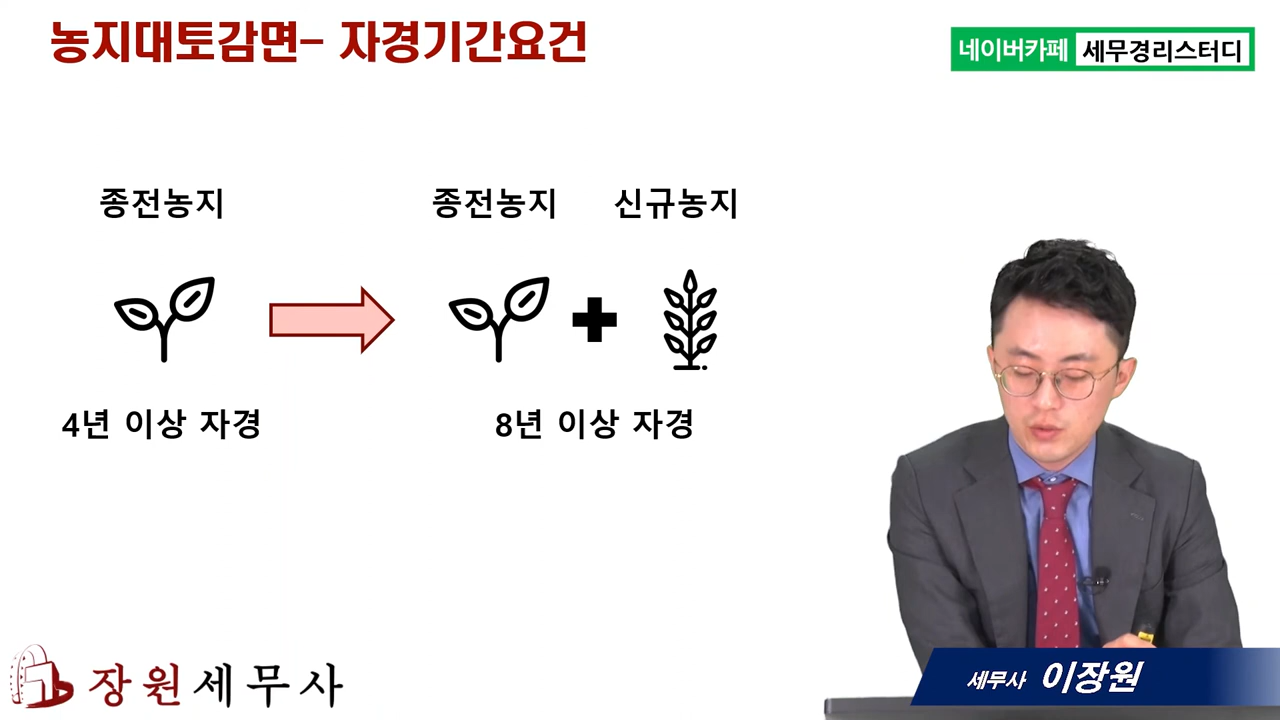 농지대토감면- 자경기간요건
네이버카페 세무경리스터디
종전농지
종전농지 신규농지
4년 이상 자경
8년 이상 자경
장원세무사
세무사 이장원